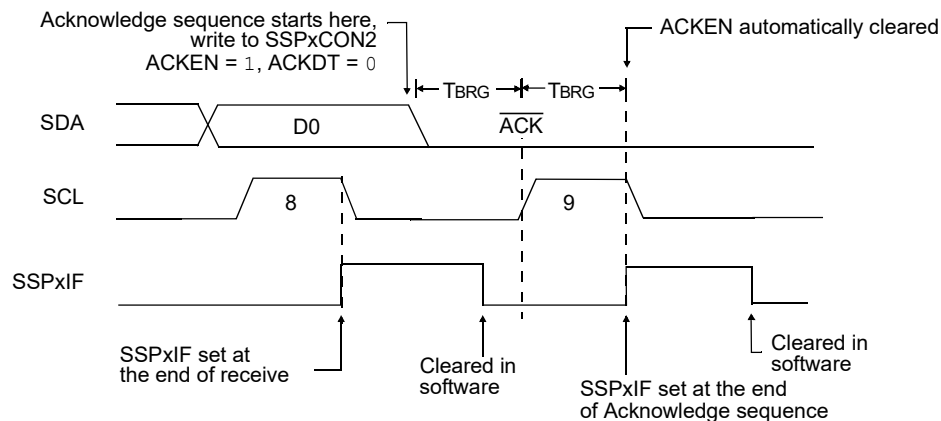 Acknowledge sequence starts here,
write to SSPxCON2
ACKEN = 1, ACKDT = 0
ACKEN automatically cleared
TBRG
TBRG
SDA
D0
ACK
SCL
8
9
SSPxIF
SSPxIF set at
the end of receive
Cleared in
software
SSPxIF set at the end
of Acknowledge sequence
Cleared in
software